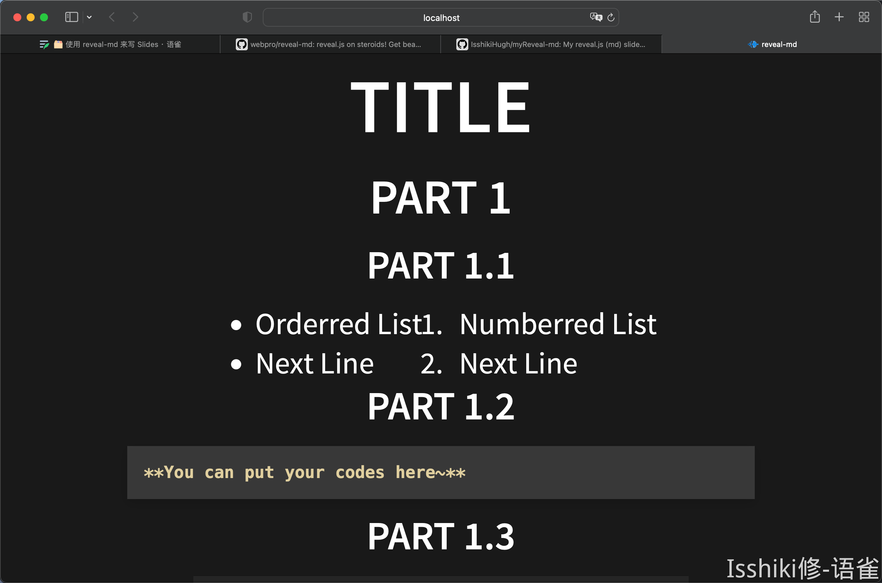 localhost
使用 reveal-md 来写 Slides · 语雀
webpro/reveal-md: reveal.js on steroids! Get bea...
IsshikiHugh/myReveal-md: My reveal.js (md) slide...
reveal-md
TITLE
PART 1
PART 1.1
• Orderred List 1. Numberred List
• Next Line 2. Next Line
PART 1.2
**You can put your codes here~**
PART 1.3
Isshiki修-语雀